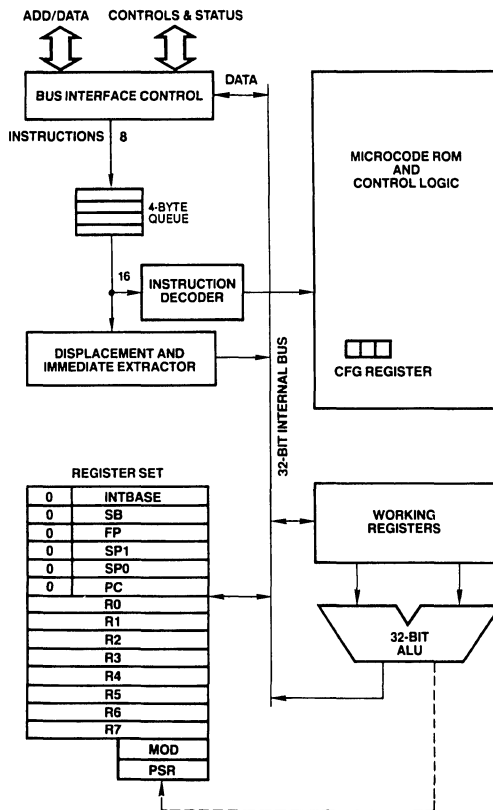 ADD/DATA
CONTROLS & STATUS
BUS INTERFACE CONTROL
DATA
INSTRUCTIONS 8
4-BYTE
QUEUE
16
INSTRUCTION
DECODER
DISPLACEMENT AND
IMMEDIATE EXTRACTOR
MICROCODE ROM
AND
CONTROL LOGIC
CFG REGISTER
32-BIT INTERNAL BUS
REGISTER SET
0 INTBASE
0 SB
0 FP
0 SP1
0 SP0
0 PC
R0
R1
R2
R3
R4
R5
R6
R7
MOD
PSR
WORKING
REGISTERS
32-BIT
ALU